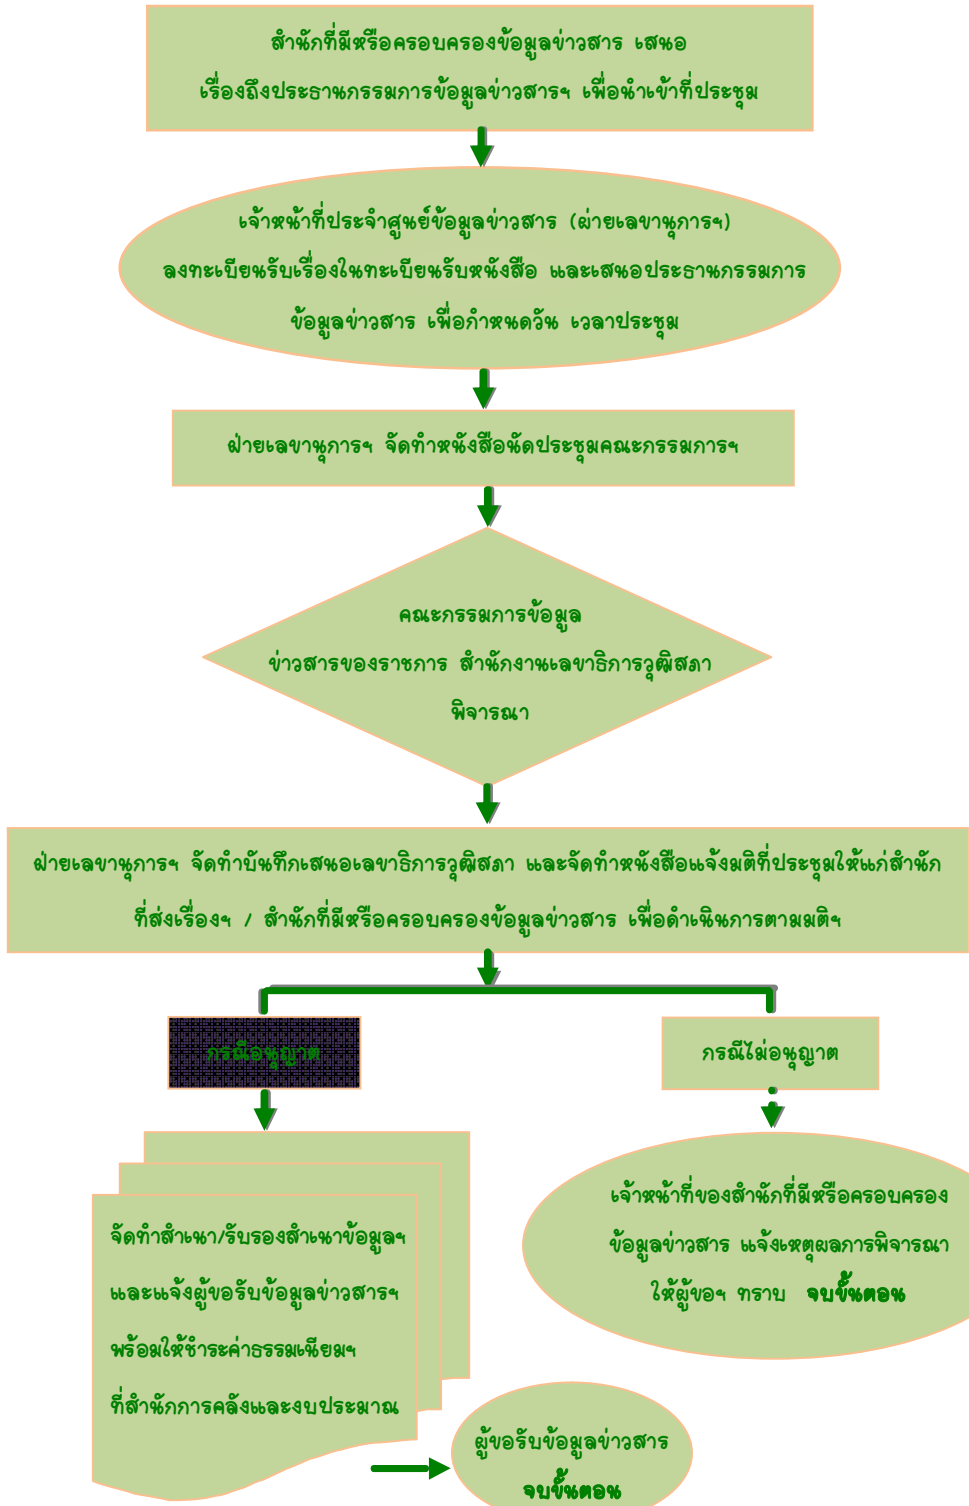 สำนักที่มีหรือครอบครองข้อมูลข่าวสาร เสนอ
เรื่องถึงประธานกรรมการข้อมูลข่าวสารฯ เพื่อนำเข้าที่ประชุม
เจ้าหน้าที่ประจำศูนย์ข้อมูลข่าวสาร (ฝ่ายเลขานุการฯ)
ลงทะเบียนรับเรื่องในทะเบียนรับหนังสือ และเสนอประธานกรรมการ
ข้อมูลข่าวสาร เพื่อกำหนดวัน เวลาประชุม
ฝ่ายเลขานุการฯ จัดทำหนังสือนัดประชุมคณะกรรมการฯ
คณะกรรมการข้อมูล
ข่าวสารของราชการ สำนักงานเลขาธิการวุฒิสภา
พิจารณา
ฝ่ายเลขานุการฯ จัดทำบันทึกเสนอเลขาธิการวุฒิสภา และจัดทำหนังสือแจ้งมติที่ประชุมให้แก่สำนัก
ที่ส่งเรื่องฯ / สำนักที่มีหรือครอบครองข้อมูลข่าวสาร เพื่อดำเนินการตามมติฯ
กรณีอนุญาต
กรณีไม่อนุญาต
จัดทำสำเนา/รับรองสำเนาข้อมูลฯ
และแจ้งผู้ขอรับข้อมูลข่าวสารฯ
พร้อมให้ชำระค่าธรรมเนียมฯ
ที่สำนักการคลังและงบประมาณ
เจ้าหน้าที่ของสำนักที่มีหรือครอบครอง
ข้อมูลข่าวสาร แจ้งเหตุผลการพิจารณา
ให้ผู้ขอฯ ทราบ จบขั้นตอน
ผู้ขอรับข้อมูลข่าวสาร
จบขั้นตอน